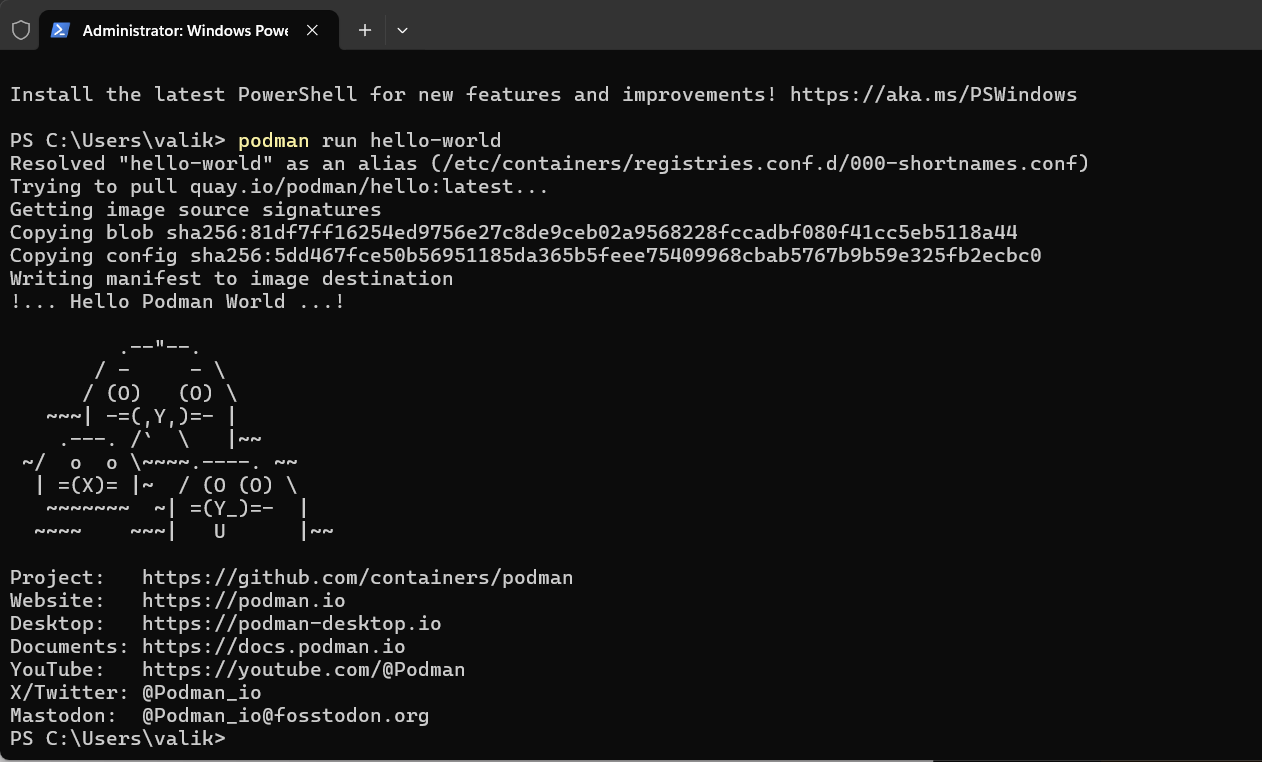 Administrator: Windows Powe
Install the latest PowerShell for new features and improvements! https://aka.ms/PSWindows
PS C:\Users\valik> podman run hello-world
Resolved "hello-world" as an alias (/etc/containers/registries.conf.d/000-shortnames.conf)
Trying to pull quay.io/podman/hello:latest...
Getting image source signatures
Copying blob sha256:81df7ff16254ed9756e27c8de9ceb02a9568228fccadbf080f41cc5eb5118a44
Copying config sha256:5dd467fce50b56951185da365b5feee75409968cbab5767b9b59e325fb2ecbc0
Writing manifest to image destination
!... Hello Podman World ...!

         .--"--.
       / -     - \
      / (O)   (O) \
   ~~~| -=(,Y,)=- |
    .---. /`  \   |~~
 ~/  o  o \~~~~.----. ~~
  | =(X)= |~  / (O (O) \
   ~~~~~~~  ~| =(Y_)=-  |
  ~~~~    ~~~|   U      |~~

Project:   https://github.com/containers/podman
Website:   https://podman.io
Desktop:   https://podman-desktop.io
Documents: https://docs.podman.io
YouTube:   https://youtube.com/@Podman
X/Twitter: @Podman_io
Mastodon:  @Podman_io@fosstodon.org
PS C:\Users\valik>